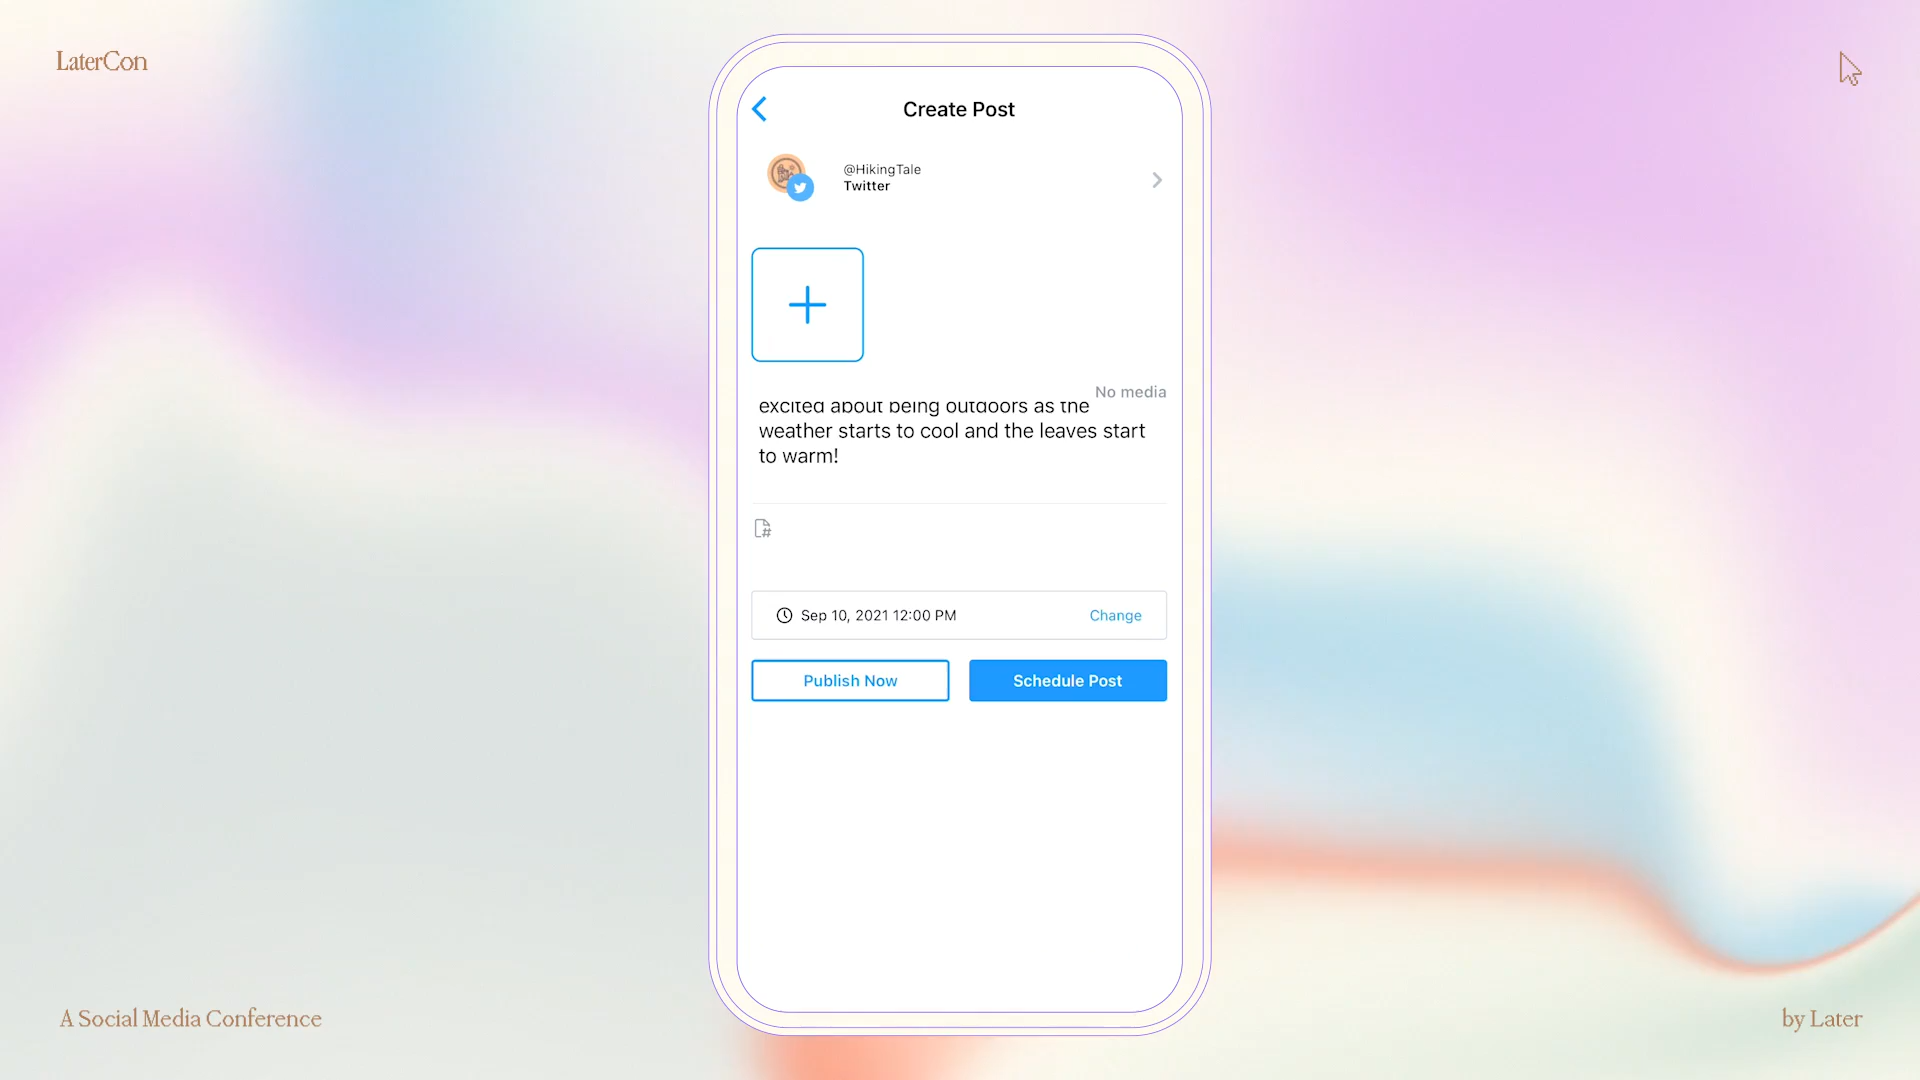 LaterCon
Create Post
@HikingTale
Twitter
No media
excited about being outdoors as the
weather starts to cool and the leaves start
to warm!
#
Sep 10, 2021 12:00 PM
Change
Publish Now
Schedule Post
A Social Media Conference
by Later